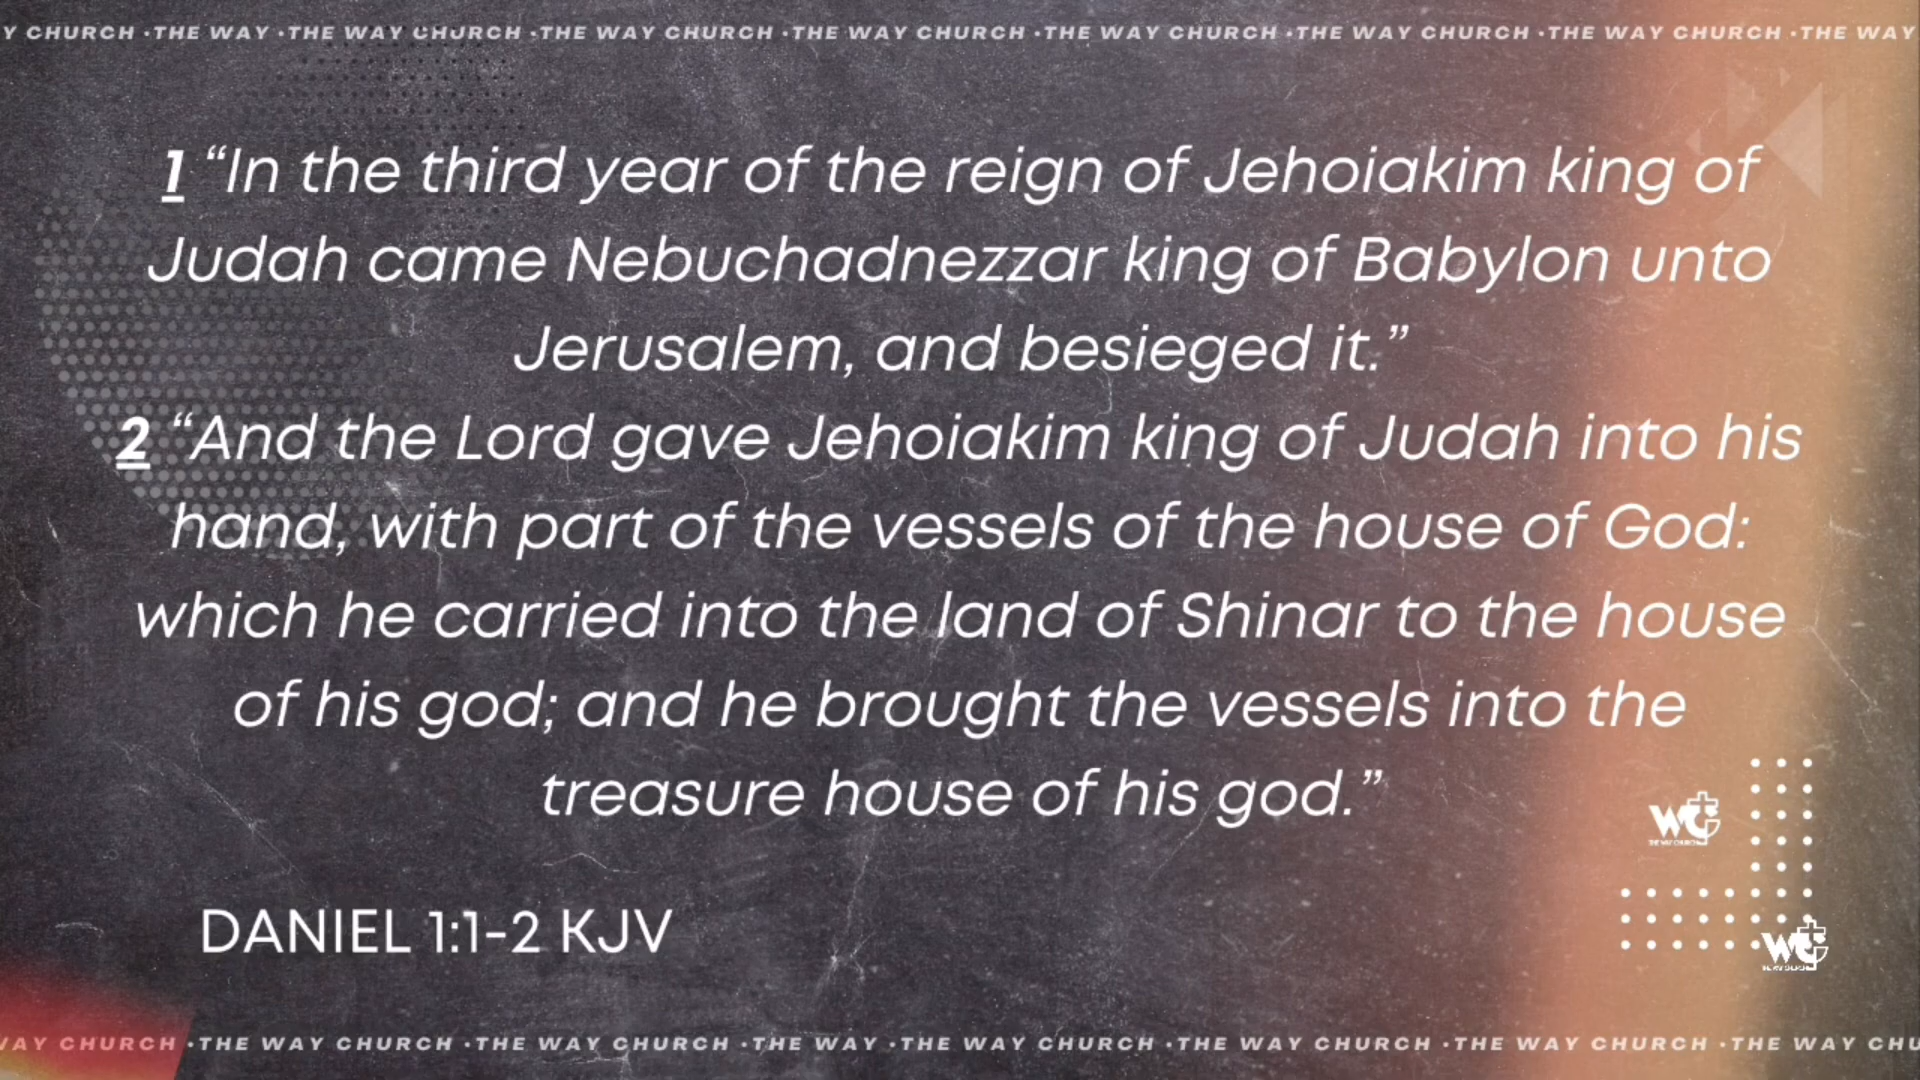 Y CHURCH ·THE WAY ·THE WAY CHURCH ·THE WAY CHURCH ·THE WAY CHURCH ·THE WAY CHURCH ·THE WAY CHURCH ·THE WAY CHURCH ·THE WAY
1 “In the third year of the reign of Jehoiakim king of
Judah came Nebuchadnezzar king of Babylon unto
Jerusalem, and besieged it.”
2 “And the Lord gave Jehoiakim king of Judah into his
hand, with part of the vessels of the house of God:
which he carried into the land of Shinar to the house
of his god; and he brought the vessels into the
treasure house of his god.”
THE WAY CHURCH
DANIEL 1:1-2 KJV
WAY CHURCH ·THE WAY CHURCH ·THE WAY CHURCH ·THE WAY ·THE WAY CHURCH ·THE WAY CHURCH ·THE WAY CHURCH ·THE WAY CHU